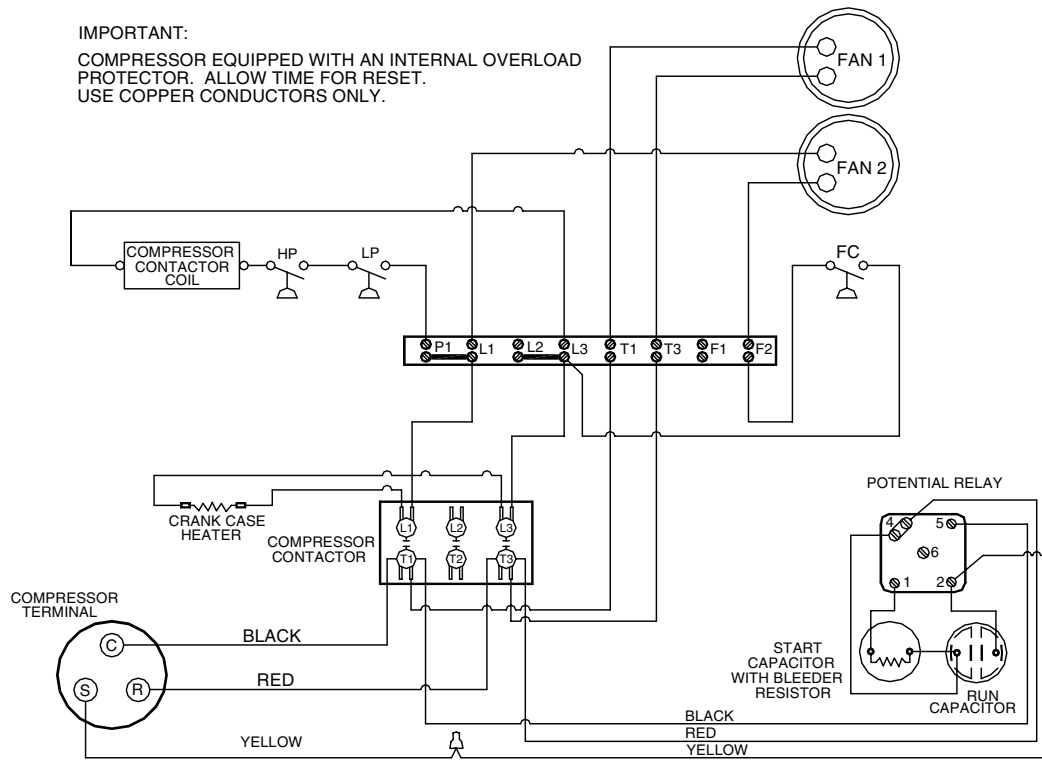 IMPORTANT:
COMPRESSOR EQUIPPED WITH AN INTERNAL OVERLOAD
PROTECTOR. ALLOW TIME FOR RESET.
USE COPPER CONDUCTORS ONLY.
FAN 1
FAN 2
COMPRESSOR
CONTACTOR
COIL
HP
LP
FC
P1 L1 L2 L3 T1 T3 F1 F2
CRANK CASE
HEATER
COMPRESSOR
CONTACTOR
L1 L2 L3
T1 T2 T3
POTENTIAL RELAY
4 5
6
1 2
COMPRESSOR
TERMINAL
C
S R
BLACK
RED
YELLOW
START
CAPACITOR
WITH BLEEDER
RESISTOR
RUN
CAPACITOR
BLACK
RED
YELLOW